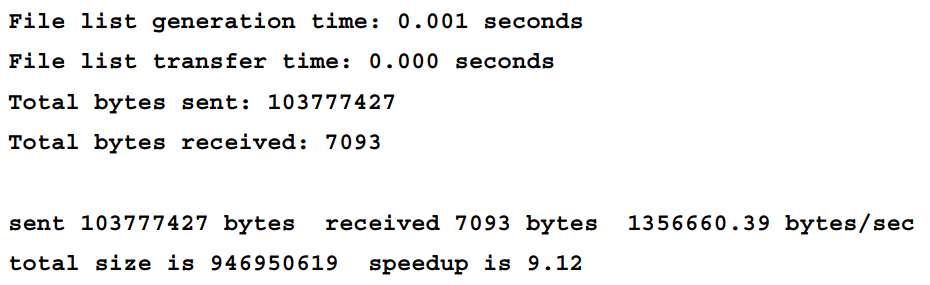 File list generation time: 0.001 seconds
File list transfer time: 0.000 seconds
Total bytes sent: 103777427
Total bytes received: 7093
sent 103777427 bytes  received 7093 bytes  1356660.39 bytes/sec
total size is 946950619  speedup is 9.12